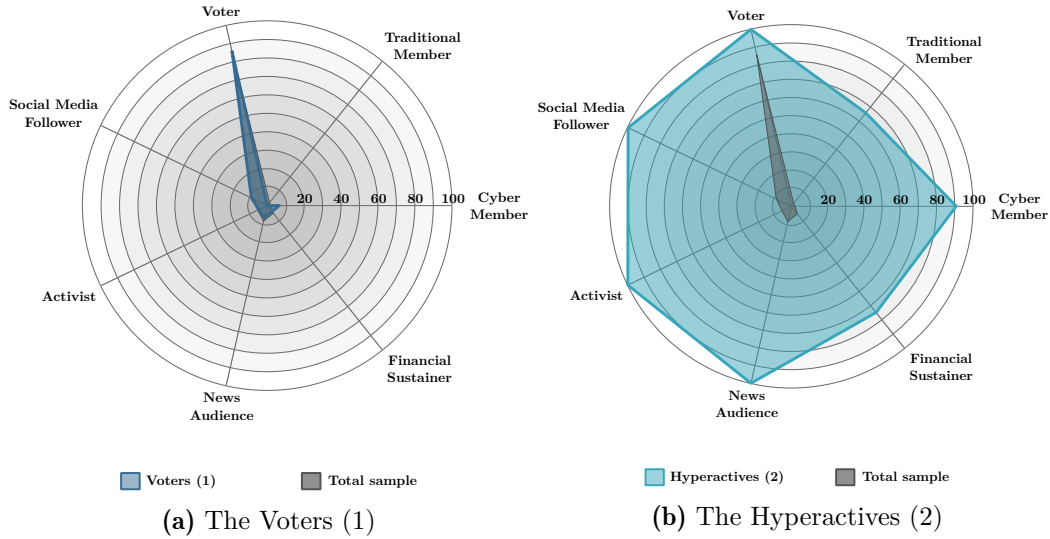 Voter
Traditional
Member
Social Media
Follower
20 40 60 80 100
Cyber
Member
Activist
Financial
Sustainer
News
Audience
Voters (1)
Total sample
(a) The Voters (1)
Voter
Traditional
Member
Social Media
Follower
20 40 60 80 100
Cyber
Member
Activist
Financial
Sustainer
News
Audience
Hyperactives (2)
Total sample
(b) The Hyperactives (2)